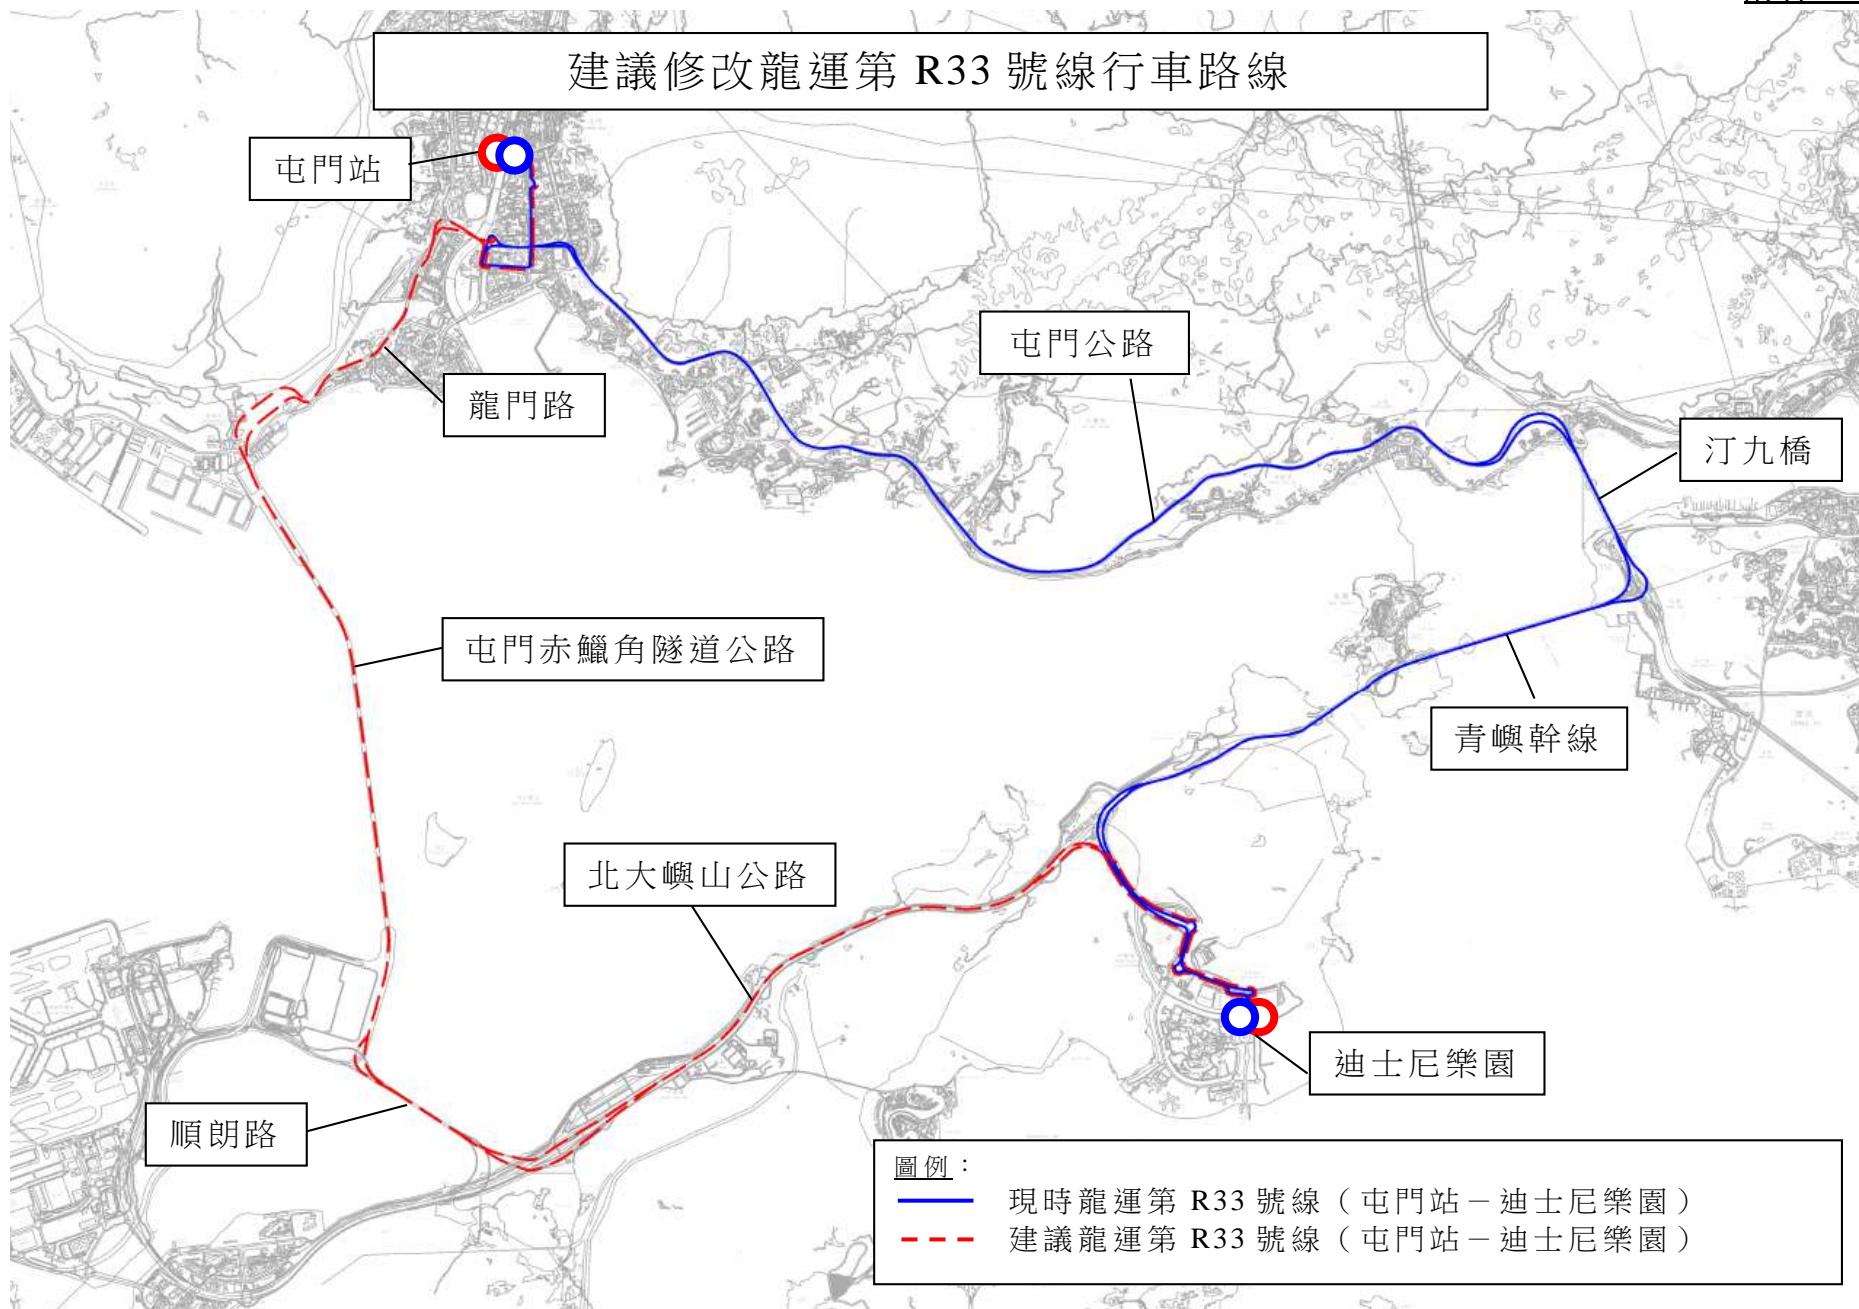 建議修改龍運第 R33 號線行車路線
屯門站
屯門公路
龍門路
汀九橋
屯門赤鱲角隧道公路
青嶼幹線
北大嶼山公路
迪士尼樂園
順朗路
圖例：
現時龍運第 R33 號線（屯門站－迪士尼樂園）
建議龍運第 R33 號線（屯門站－迪士尼樂園）